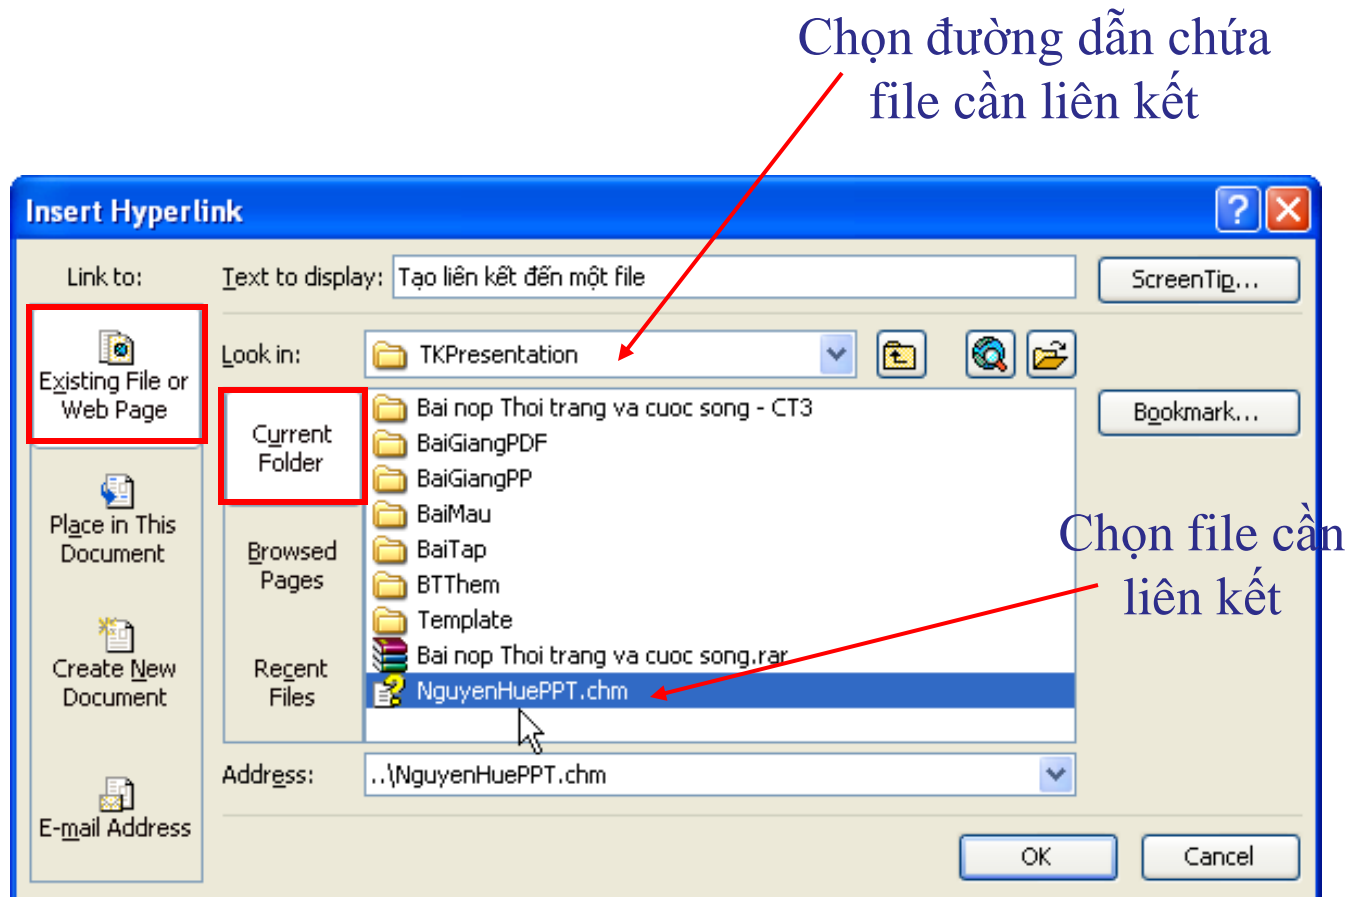 Chọn đường dẫn chứa
file cần liên kết
Insert Hyperlink
Link to:
Text to display: Tạo liên kết đến một file
ScreenTip...
Existing File or
Web Page
Look in: TKPresentation
Current
Folder
Bai nop Thoi trang va cuoc song - CT3
BaiGiangPDF
BaiGiangPP
BaiMau
BaiTap
BTThem
Template
Bai nop Thoi trang va cuoc song.rar
NguyenHuePPT.chm
Bookmark...
Chọn file cần
liên kết
Place in This
Document
Browsed
Pages
Create New
Document
Recent
Files
Address: ..\NguyenHuePPT.chm
E-mail Address
OK
Cancel